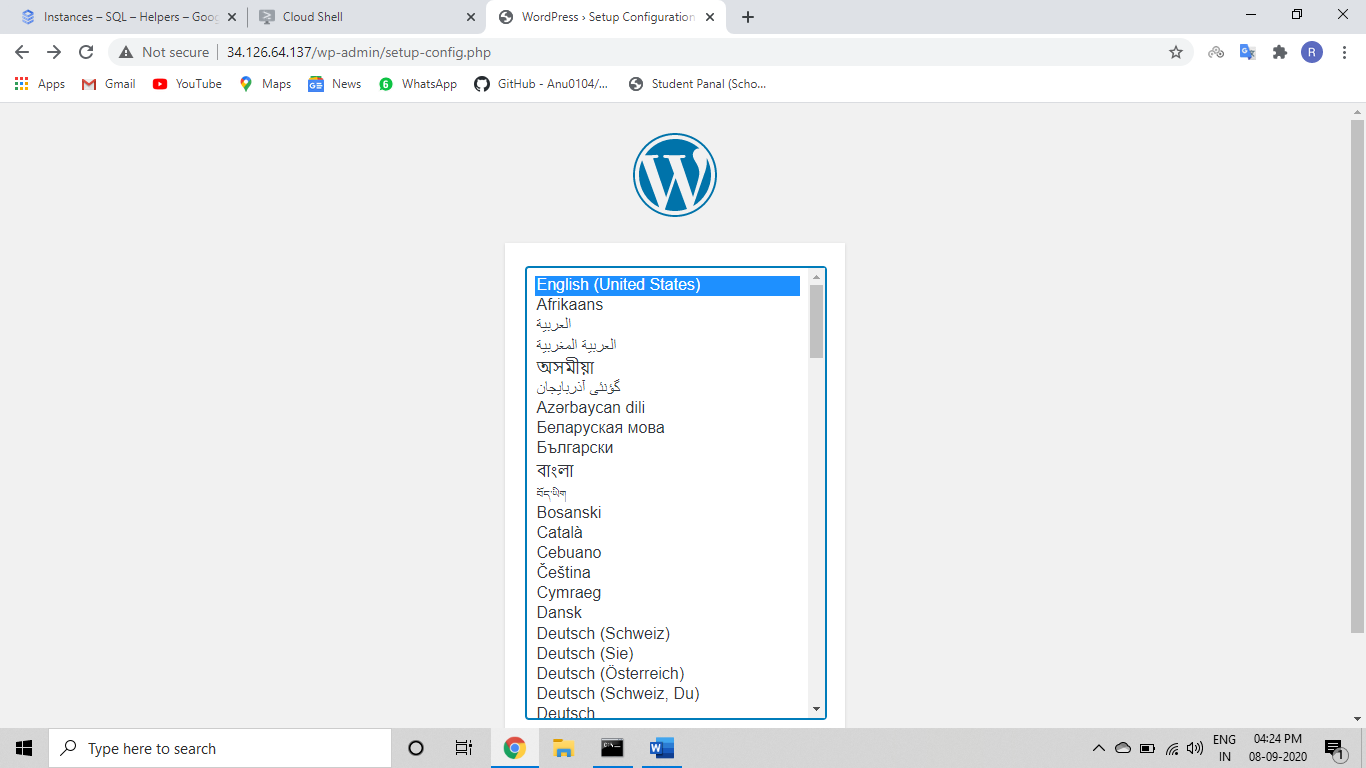 Instances – SQL – Helpers – Goo
Cloud Shell
WordPress › Setup Configuration
Not secure
34.126.64.137/wp-admin/setup-config.php
R
Apps
Gmail
YouTube
Maps
News
6
WhatsApp
GitHub - Anu0104/...
Student Panal (Scho...
English (United States)
Afrikaans
العربية
العربية المغربية
অসমীয়া
گؤنئی آذربایجان
Azərbaycan dili
Беларуская мова
Български
বাংলা
བོད་ཡིག
Bosanski
Català
Cebuano
Čeština
Cymraeg
Dansk
Deutsch (Schweiz)
Deutsch (Sie)
Deutsch (Österreich)
Deutsch (Schweiz, Du)
Deutsch
Type here to search
ENG
IN
04:24 PM
08-09-2020
1